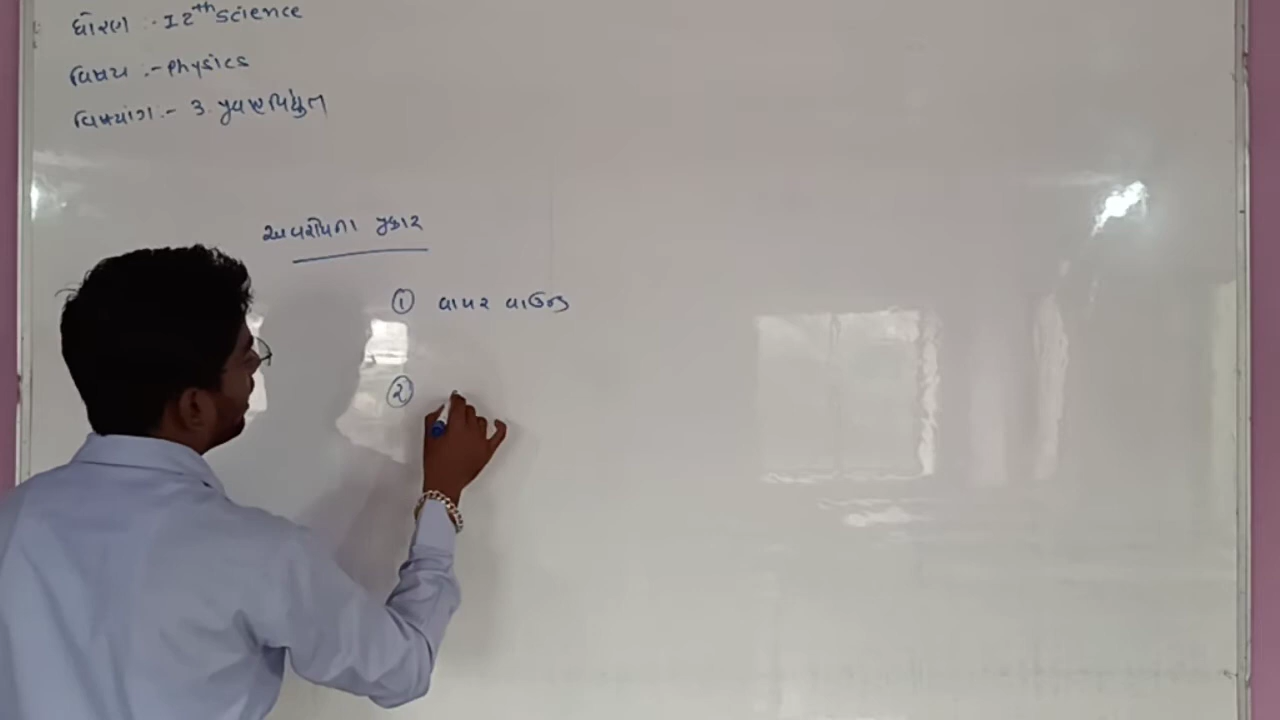 ધોરણ :- 12th Science
વિષય :- Physics
વિષયાંગ :- 3. પ્રવાહવિદ્યુત
અવરોધના પ્રકાર
① વાયર વાઉન્ડ
②